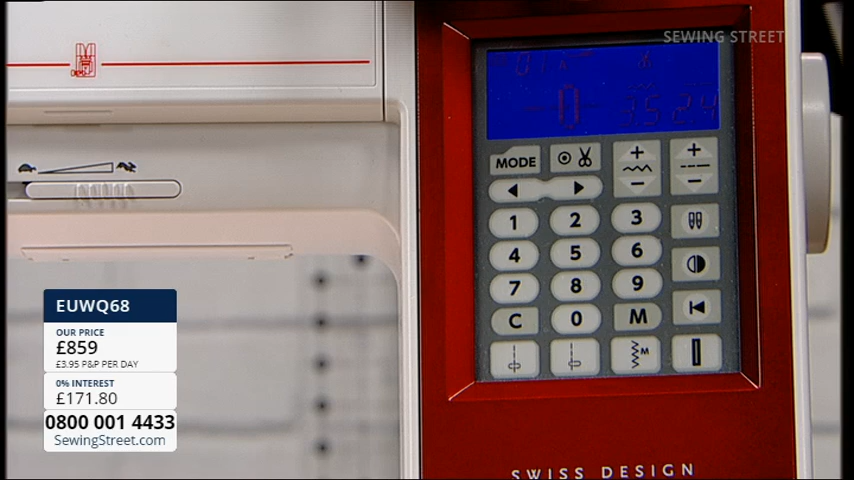 SEWING STREET
MODE
1 2 3
4 5 6
7 8 9
C 0 M
M
SWISS DESIGN
EUWQ68
OUR PRICE
£859
£3.95 P&P PER DAY
0% INTEREST
£171.80
0800 001 4433
SewingStreet.com